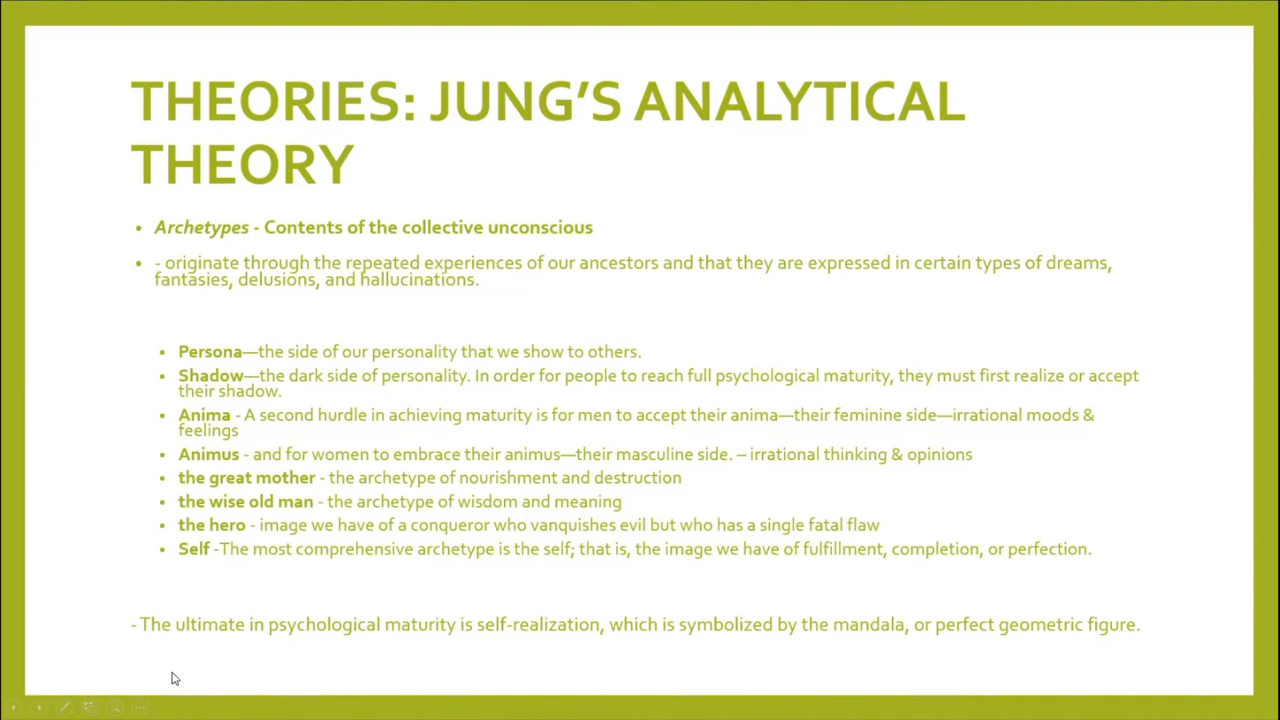 THEORIES: JUNG'S ANALYTICAL
THEORY
• Archetypes - Contents of the collective unconscious
• - originate through the repeated experiences of our ancestors and that they are expressed in certain types of dreams,
fantasies, delusions, and hallucinations.
• Persona—the side of our personality that we show to others.
• Shadow—the dark side of personality. In order for people to reach full psychological maturity, they must first realize or accept
their shadow.
• Anima - A second hurdle in achieving maturity is for men to accept their anima—their feminine side—irrational moods &
feelings
• Animus - and for women to embrace their animus—their masculine side. – irrational thinking & opinions
• the great mother - the archetype of nourishment and destruction
• the wise old man - the archetype of wisdom and meaning
• the hero - image we have of a conqueror who vanquishes evil but who has a single fatal flaw
• Self -The most comprehensive archetype is the self; that is, the image we have of fulfillment, completion, or perfection.
- The ultimate in psychological maturity is self-realization, which is symbolized by the mandala, or perfect geometric figure.